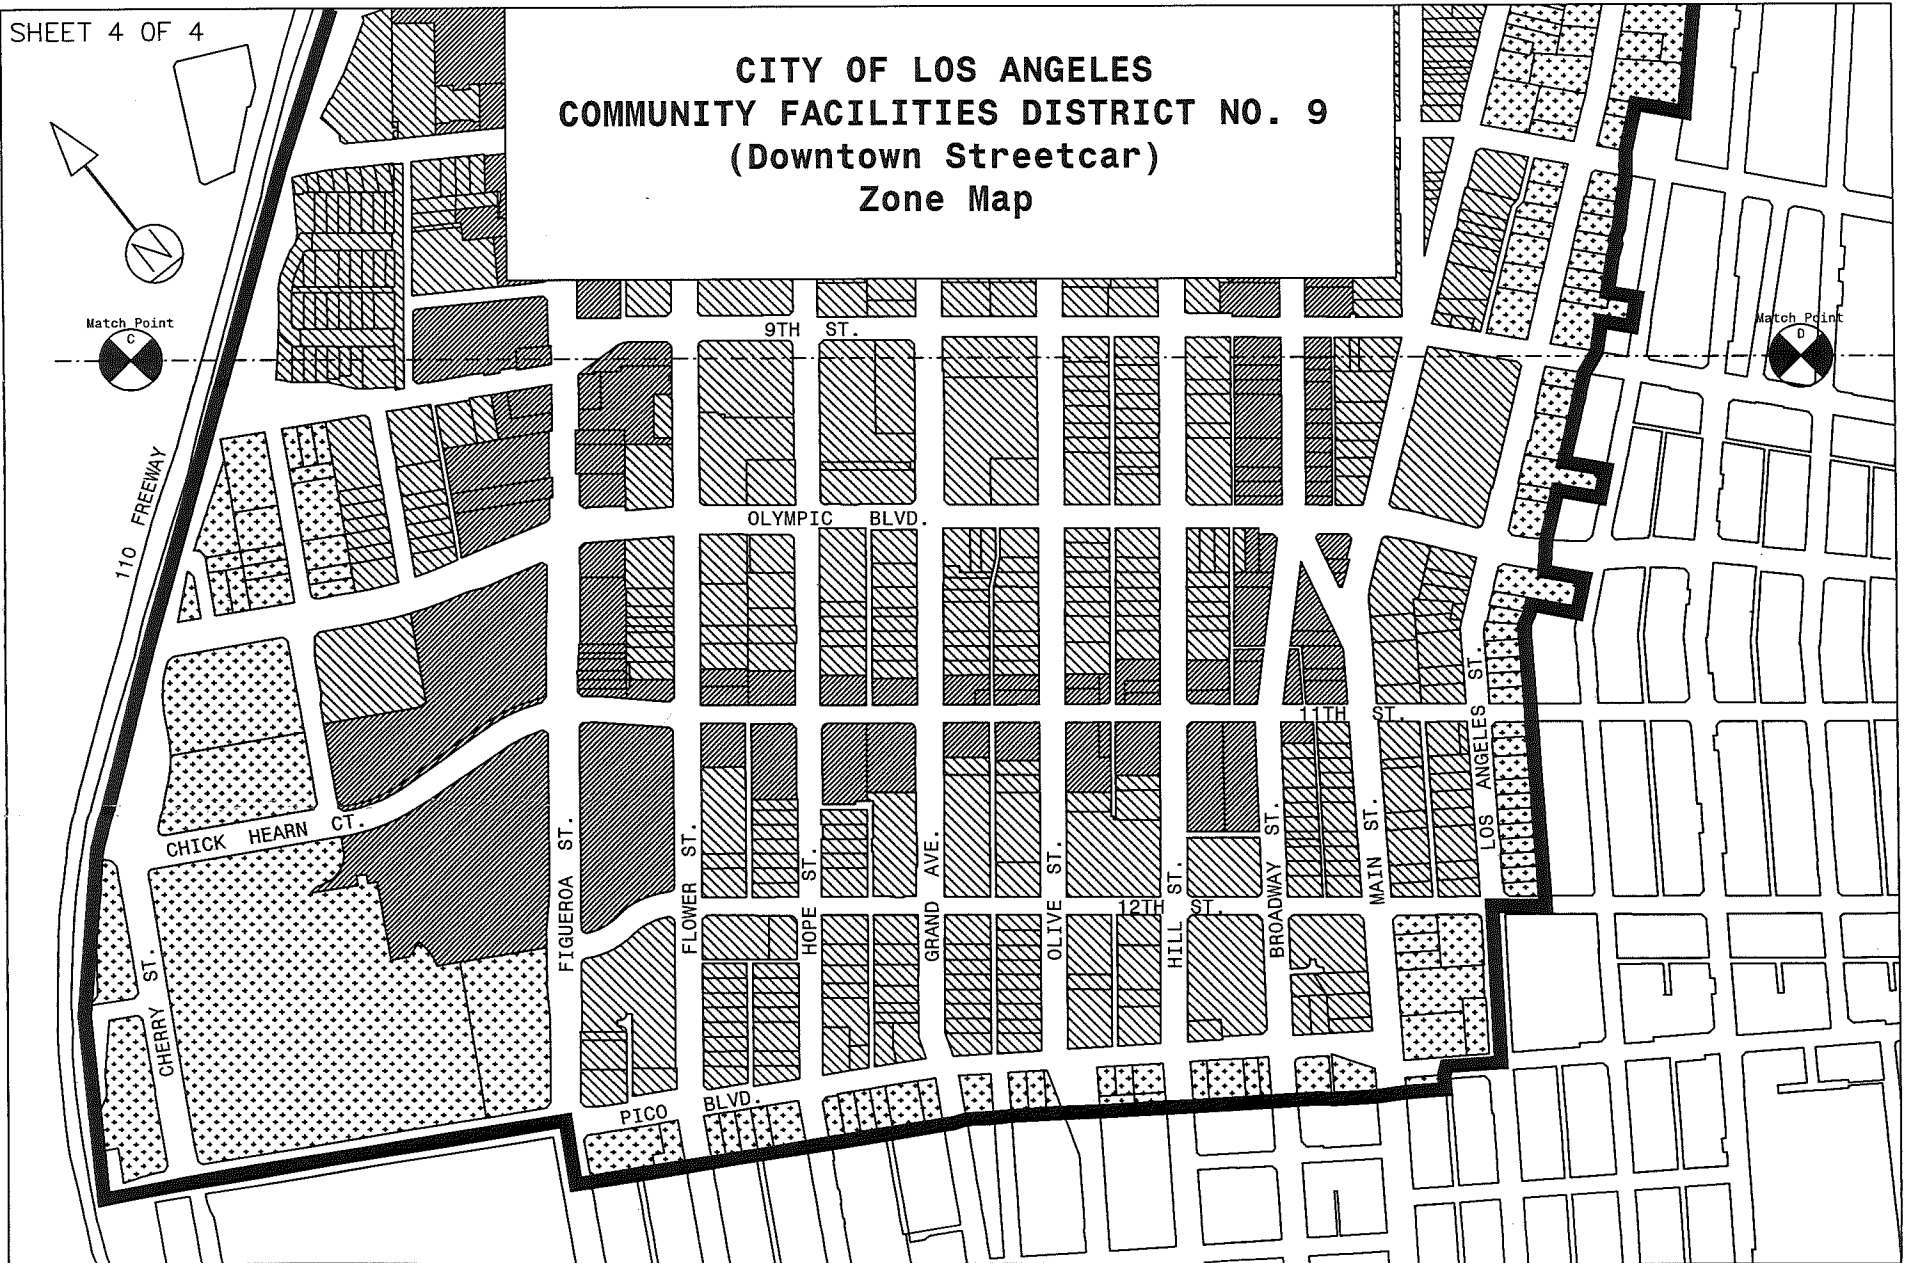 SHEET 4 OF 4
CITY OF LOS ANGELES
COMMUNITY FACILITIES DISTRICT NO. 9
(Downtown Streetcar)
Zone Map
N
Match Point
C
Match Point
D
9TH ST.
110 FREEWAY
OLYMPIC BLVD.
11TH ST.
CHICK HEARN CT.
FIGUEROA ST.
FLOWER ST.
HOPE ST.
GRAND AVE.
OLIVE ST.
HILL ST.
BROADWAY ST.
MAIN ST.
LOS ANGELES ST.
12TH ST.
CHERRY ST.
PICO BLVD.